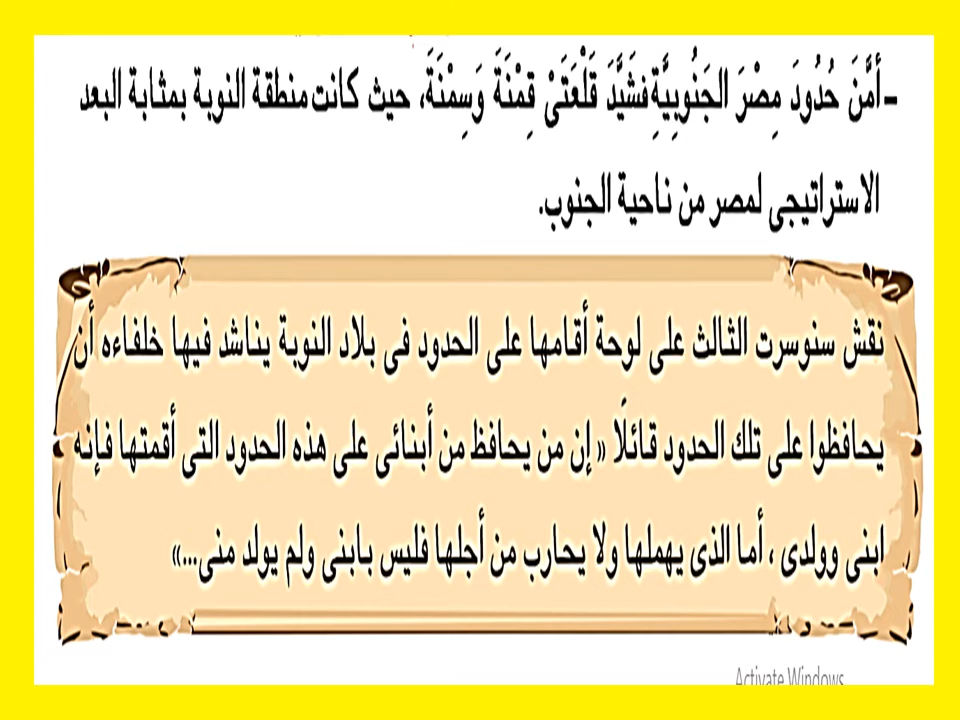 -أَمَّنَ حُدُودَ مِصْرَ الجَنُوبِيَّةِ فشَيَّدَ قَلْعَتَىْ قِمْنَةَ وَسِمْنَةَ، حيث كانت منطقة النوبة بمثابة البعد
الاستراتيجى لمصر من ناحية الجنوب.
نقش سنوسرت الثالث على لوحة أقامها على الحدود فى بلاد النوبة يناشد فيها خلفاءه أن
يحافظوا على تلك الحدود قائلًا « إن من يحافظ من أبنائى على هذه الحدود التى أقمتها فإنه
ابنى وولدى ، أما الذى يهملها ولا يحارب من أجلها فليس بابنى ولم يولد منى...»
Activate Windows